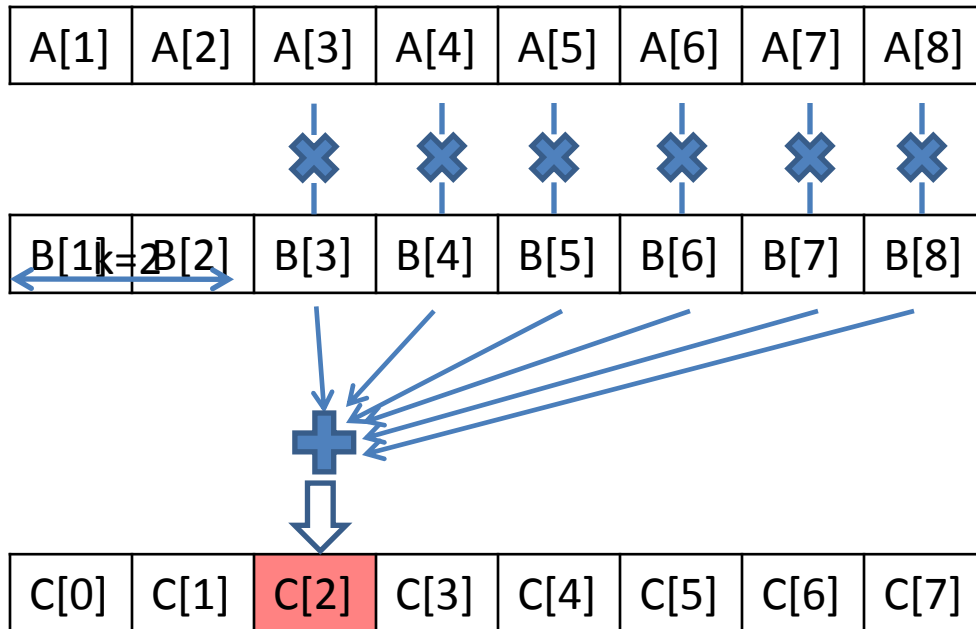 A[1] A[2] A[3] A[4] A[5] A[6] A[7] A[8]
B[1] B[2] B[3] B[4] B[5] B[6] B[7] B[8]
k=2
C[0] C[1] C[2] C[3] C[4] C[5] C[6] C[7]